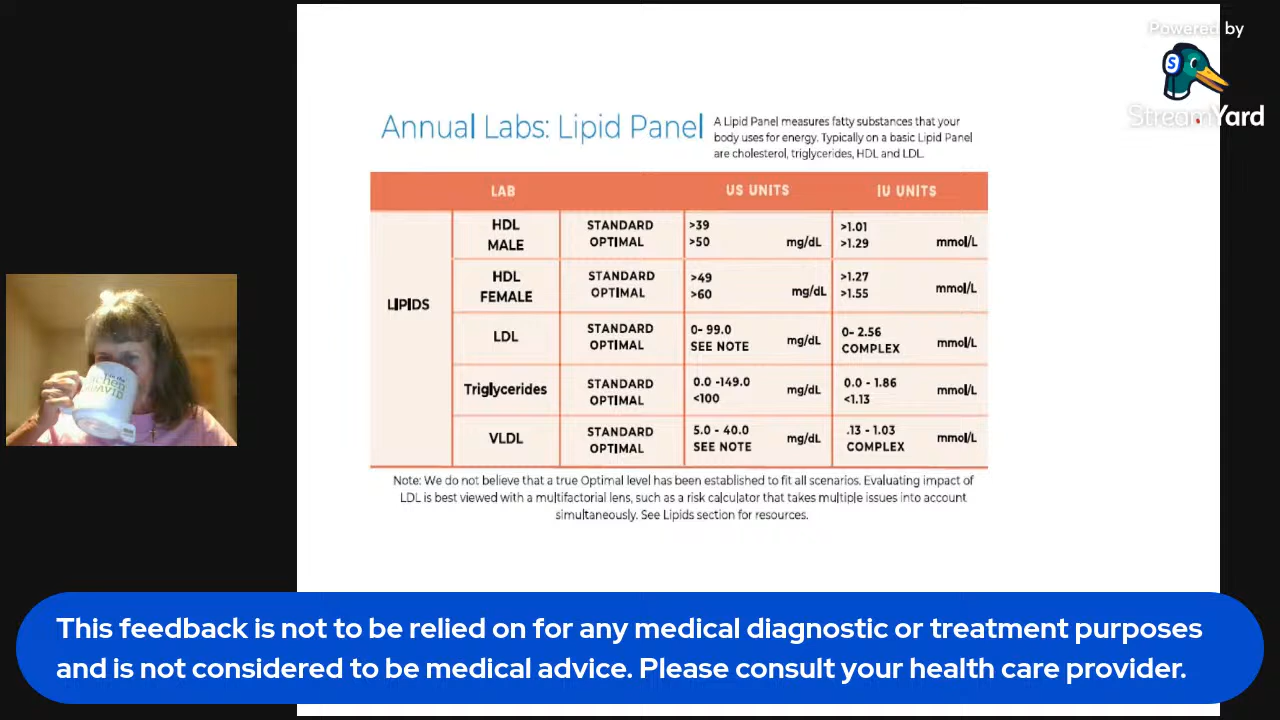 Powered by
StreamYard
Annual Labs: Lipid Panel
A Lipid Panel measures fatty substances that your
body uses for energy. Typically on a basic Lipid Panel
are cholesterol, triglycerides, HDL and LDL.
LAB US UNITS IU UNITS
LIPIDS
HDL MALE
STANDARD >39 >1.01
OPTIMAL >50 mg/dL >1.29 mmol/L
HDL FEMALE
STANDARD >49 >1.27
OPTIMAL >60 mg/dL >1.55 mmol/L
LDL
STANDARD 0- 99.0 0- 2.56
OPTIMAL SEE NOTE mg/dL COMPLEX mmol/L
Triglycerides
STANDARD 0.0 -149.0 0.0 - 1.86
OPTIMAL <100 mg/dL <1.13 mmol/L
VLDL
STANDARD 5.0 - 40.0 .13 - 1.03
OPTIMAL SEE NOTE mg/dL COMPLEX mmol/L
Note: We do not believe that a true Optimal level has been established to fit all scenarios. Evaluating impact of
LDL is best viewed with a multifactorial lens, such as a risk calculator that takes multiple issues into account
simultaneously. See Lipids section for resources.
This feedback is not to be relied on for any medical diagnostic or treatment purposes
and is not considered to be medical advice. Please consult your health care provider.